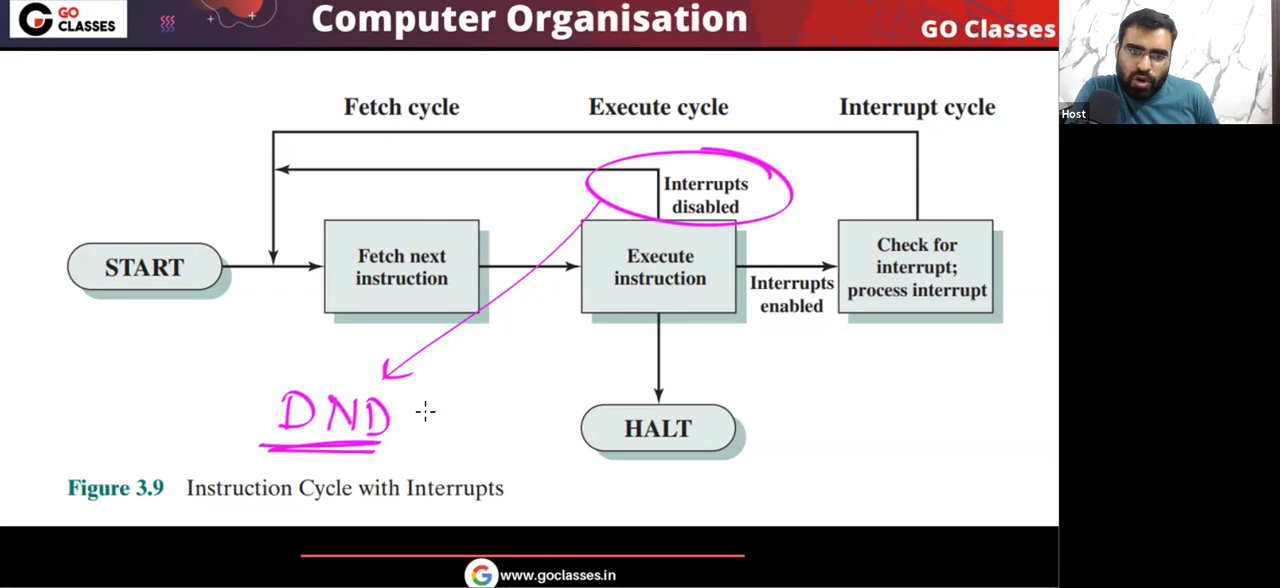 GO
CLASSES
Computer Organisation
GO Classes
Host
Fetch cycle
Execute cycle
Interrupt cycle
Interrupts
disabled
START
Fetch next
instruction
Execute
instruction
Interrupts
enabled
Check for
interrupt;
process interrupt
DND
HALT
Figure 3.9 Instruction Cycle with Interrupts
G www.goclasses.in